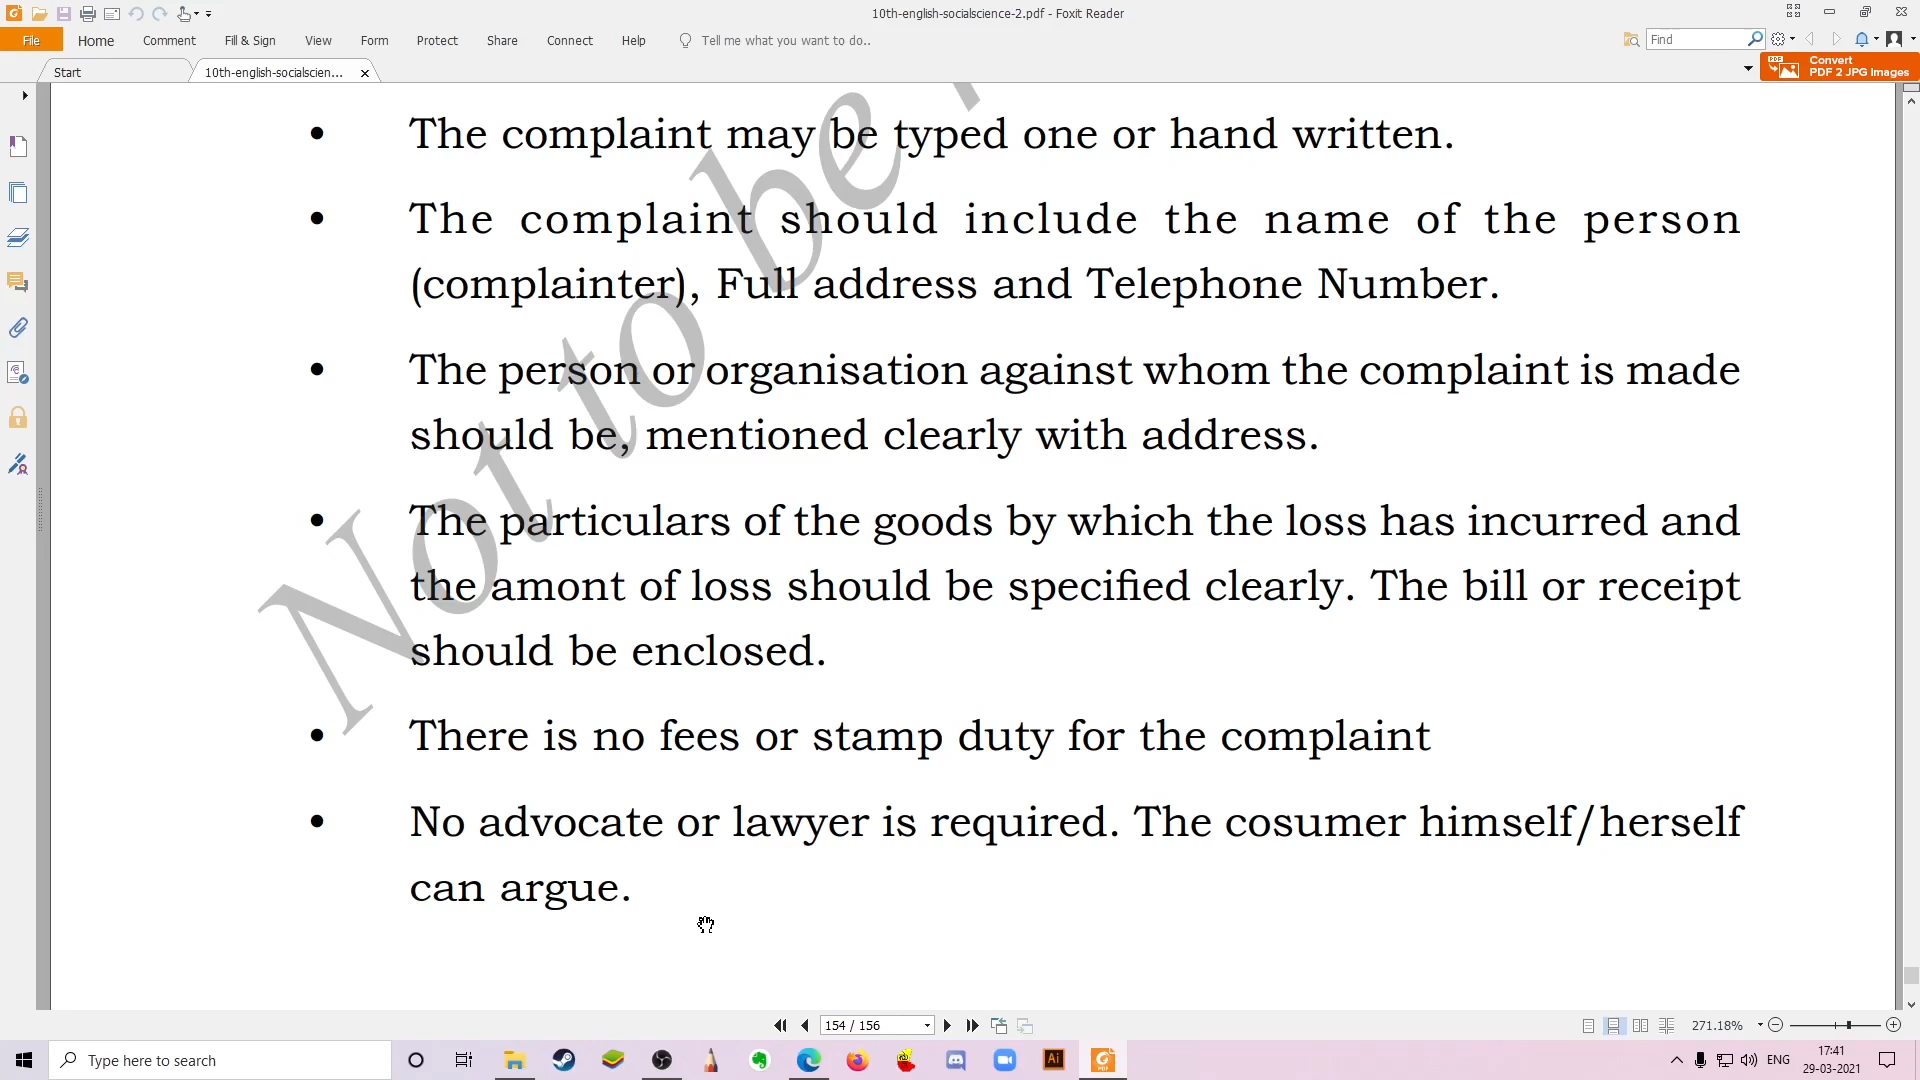 10th-english-socialscience-2.pdf - Foxit Reader
File Home Comment Fill & Sign View Form Protect Share Connect Help Tell me what you want to do.. Find
Start 10th-english-socialscien... Convert
PDF 2 JPG Images
• The complaint may be typed one or hand written.
• The complaint should include the name of the person
(complainter), Full address and Telephone Number.
• The person or organisation against whom the complaint is made
should be, mentioned clearly with address.
• The particulars of the goods by which the loss has incurred and
the amont of loss should be specified clearly. The bill or receipt
should be enclosed.
• There is no fees or stamp duty for the complaint
• No advocate or lawyer is required. The cosumer himself/herself
can argue.
Not to be
154 / 156 271.18%
Type here to search Ai ENG 17:41
29-03-2021